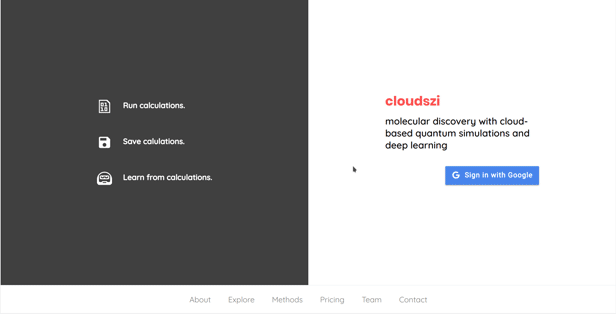 Run calculations.
Save calulations.
Learn from calculations.
cloudszi
molecular discovery with cloud-
based quantum simulations and
deep learning
G Sign in with Google
About Explore Methods Pricing Team Contact